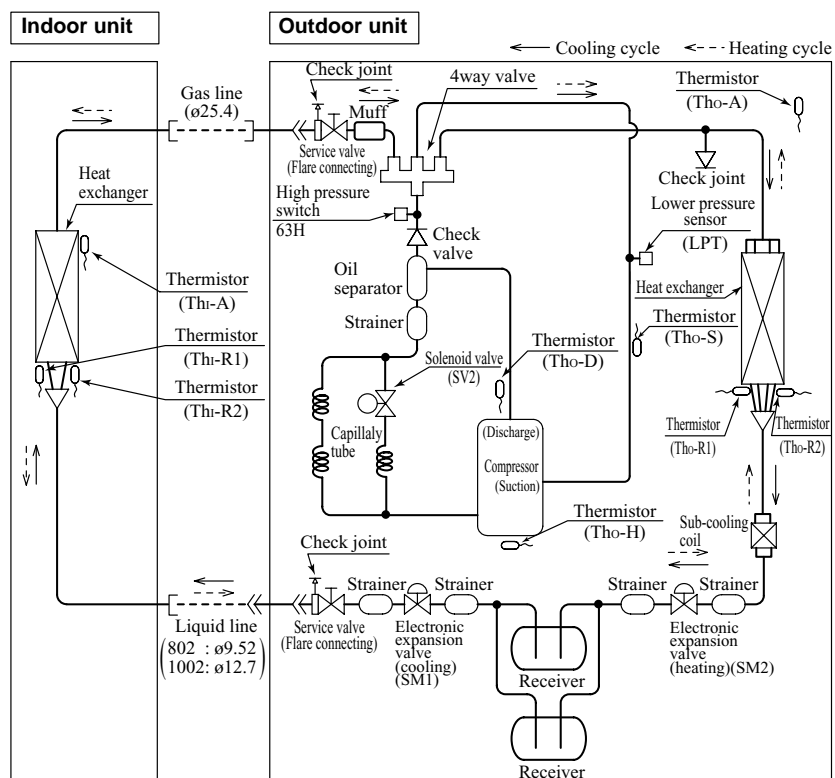 Indoor unit
Outdoor unit
Cooling cycle
Heating cycle
Gas line
(ø25.4)
Check joint
Muff
Service valve
(Flare connecting)
4way valve
Thermistor
(Tho-A)
Check joint
Heat
exchanger
High pressure
switch
63H
Check
valve
Lower pressure
sensor
(LPT)
Oil
separator
Heat exchanger
Thermistor
(ThI-A)
Strainer
Thermistor
(Tho-S)
Thermistor
(ThI-R1)
Solenoid valve
(SV2)
Thermistor
(Tho-D)
Thermistor
(ThI-R2)
Capillaly
tube
(Discharge)
Compressor
(Suction)
Thermistor
(Tho-R1)
Thermistor
(Tho-R2)
Thermistor
(Tho-H)
Sub-cooling
coil
Check joint
Strainer
Strainer
Strainer
Strainer
Liquid line
(802 : ø9.52
1002: ø12.7)
Service valve
(Flare connecting)
Electronic
expansion
valve
(cooling)
(SM1)
Receiver
Electronic
expansion
valve
(heating)(SM2)
Receiver